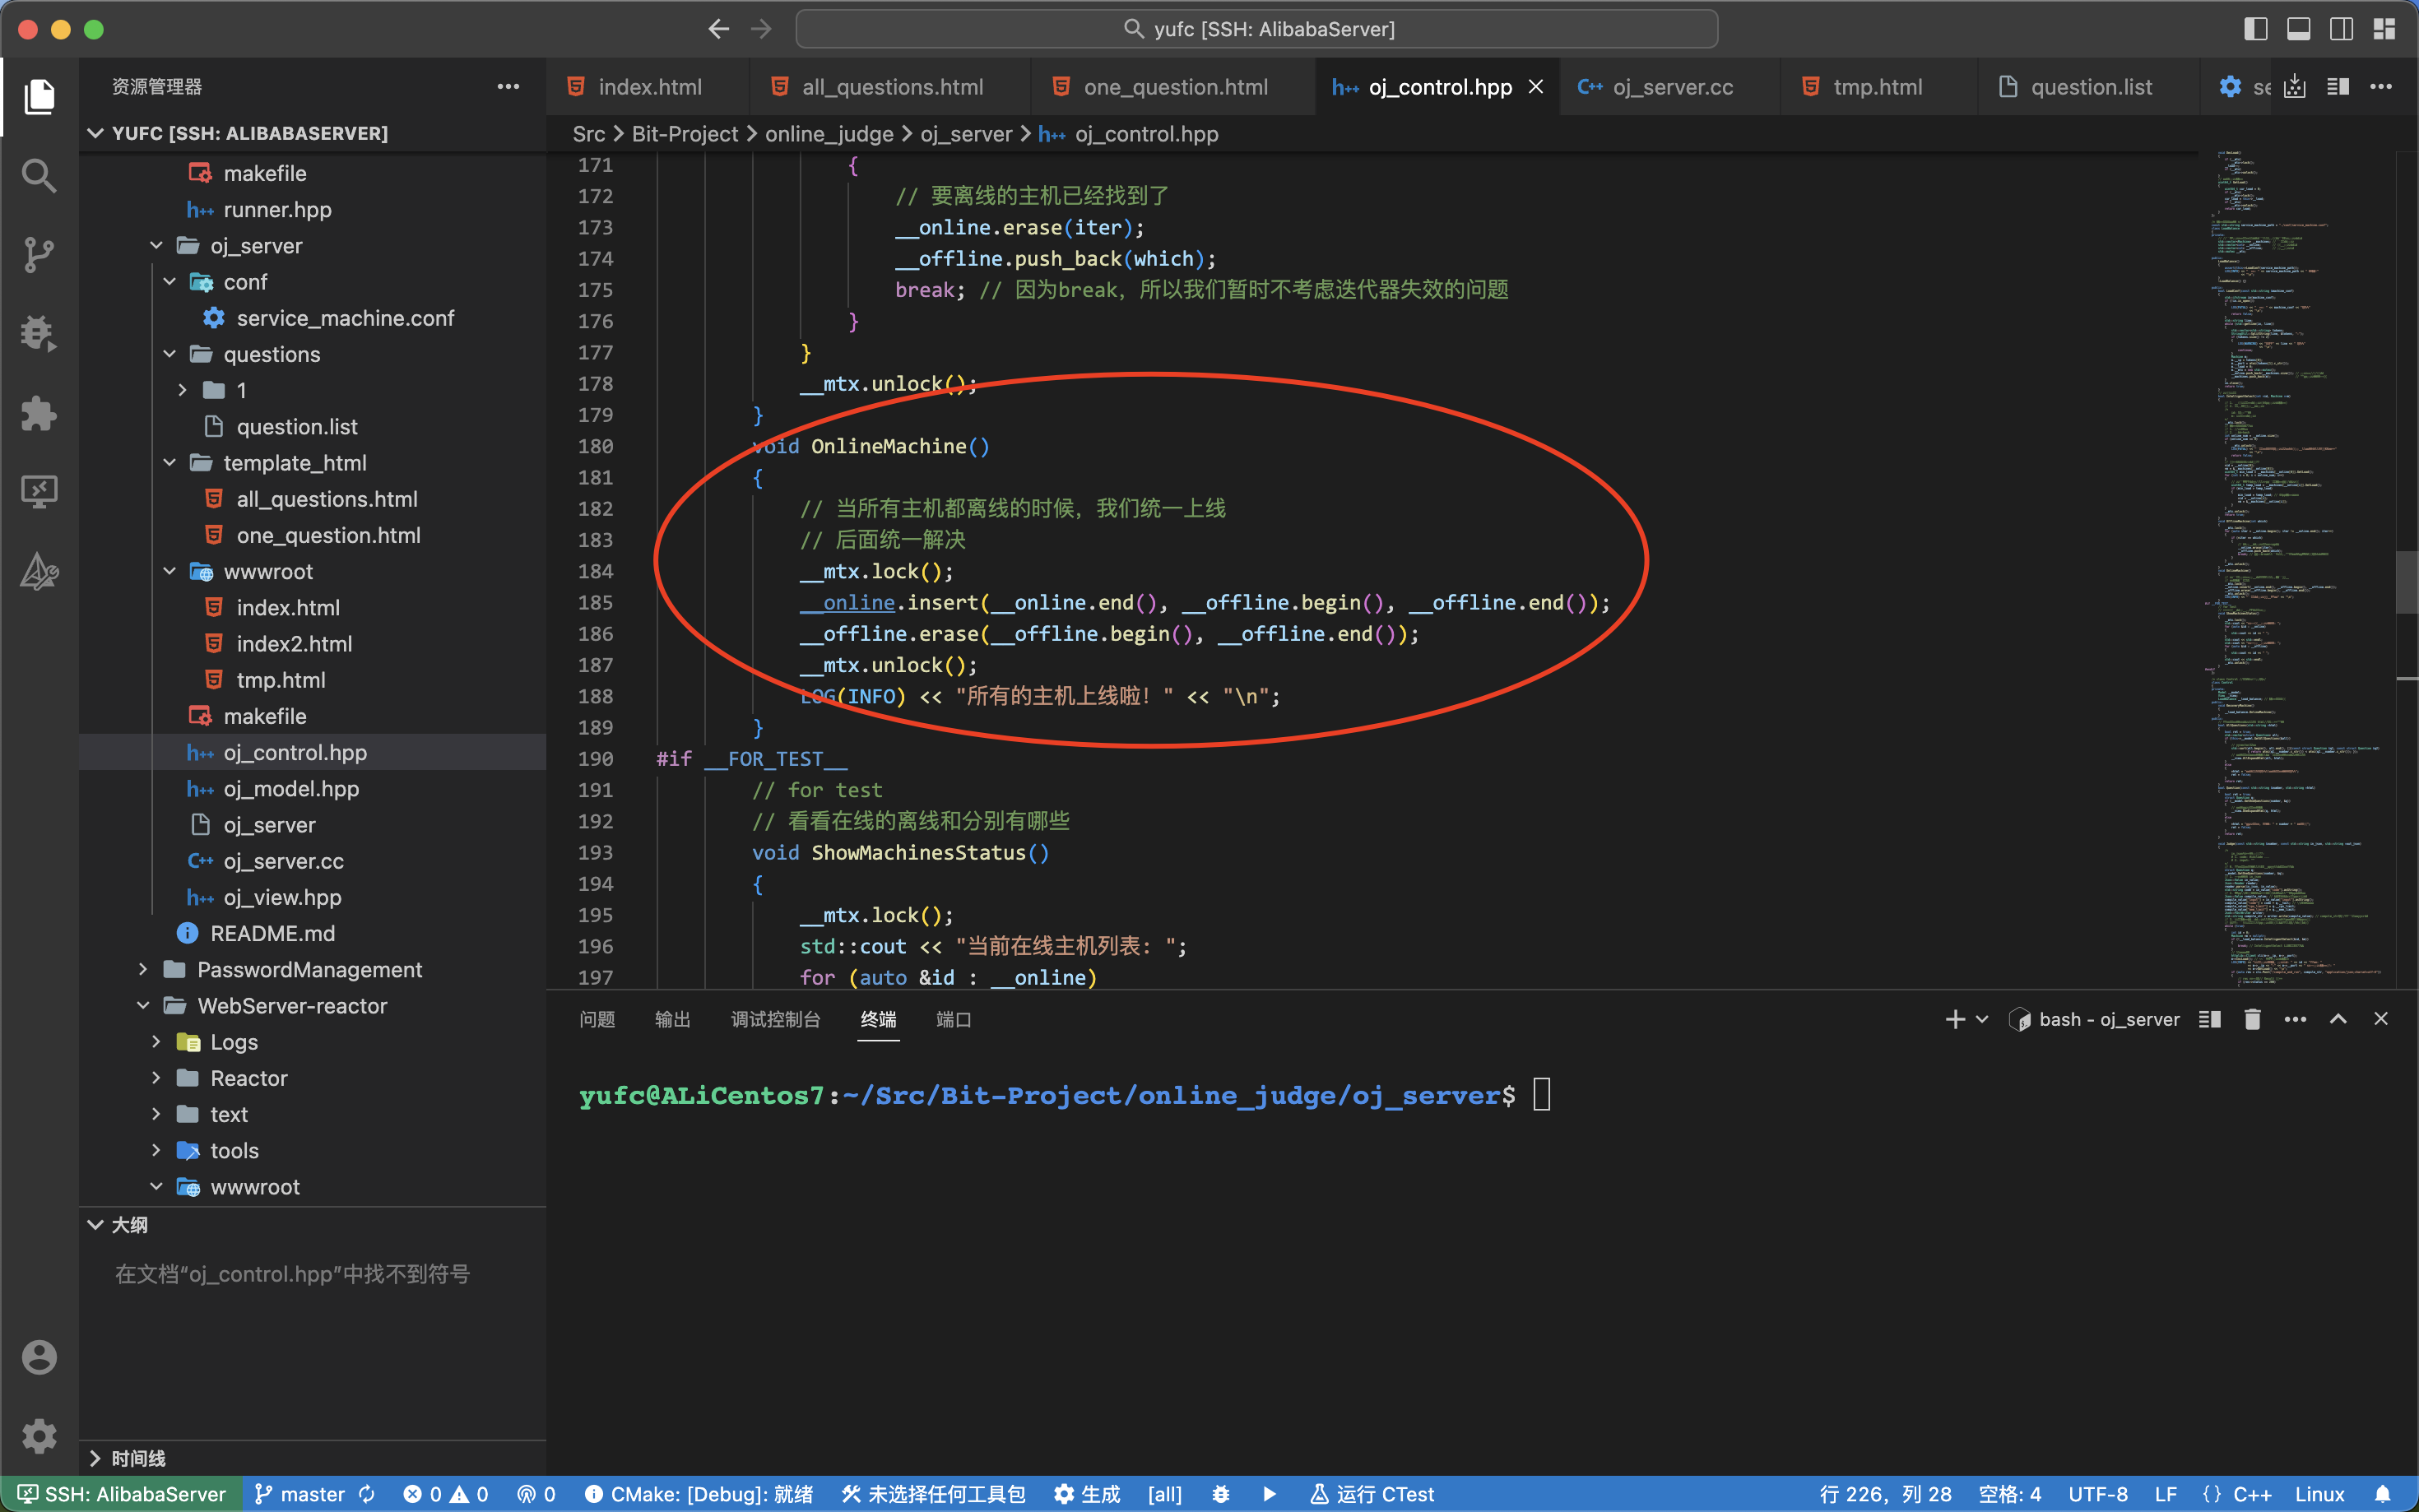 yufc [SSH: AlibabaServer]
资源管理器
index.html
all_questions.html
one_question.html
h++ oj_control.hpp
C++ oj_server.cc
tmp.html
question.list
YUFC [SSH: ALIBABASERVER]
Src > Bit-Project > online_judge > oj_server > h++ oj_control.hpp
makefile
h++ runner.hpp
oj_server
conf
service_machine.conf
questions
1
question.list
template_html
all_questions.html
one_question.html
wwwroot
index.html
index2.html
tmp.html
makefile
h++ oj_control.hpp
h++ oj_model.hpp
oj_server
C++ oj_server.cc
h++ oj_view.hpp
README.md
PasswordManagement
WebServer-reactor
Logs
Reactor
text
tools
wwwroot
大纲
在文档“oj_control.hpp”中找不到符号
时间线
171 {
172 // 要离线的主机已经找到了
173 __online.erase(iter);
174 __offline.push_back(which);
175 break; // 因为break，所以我们暂时不考虑迭代器失效的问题
176 }
177 }
178 __mtx.unlock();
179 }
180 void OnlineMachine()
181 {
182 // 当所有主机都离线的时候，我们统一上线
183 // 后面统一解决
184 __mtx.lock();
185 __online.insert(__online.end(), __offline.begin(), __offline.end());
186 __offline.erase(__offline.begin(), __offline.end());
187 __mtx.unlock();
188 LOG(INFO) << "所有的主机上线啦！" << "\n";
189 }
190 #if __FOR_TEST__
191 // for test
192 // 看看在线的离线和分别有哪些
193 void ShowMachinesStatus()
194 {
195 __mtx.lock();
196 std::cout << "当前在线主机列表: ";
197 for (auto &id : __online)
问题 输出 调试控制台 终端 端口
bash - oj_server
yufc@ALiCentos7:~/Src/Bit-Project/online_judge/oj_server$
SSH: AlibabaServer master 0 0 0 CMake: [Debug]: 就绪 未选择任何工具包 生成 [all] 运行 CTest 行 226，列 28 空格: 4 UTF-8 LF {} C++ Linux